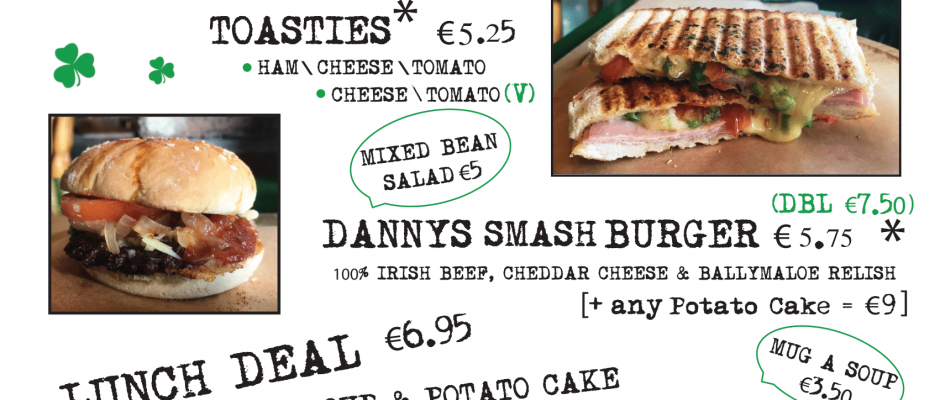 TOASTIES* €5.25
• HAM\CHEESE\TOMATO
• CHEESE\TOMATO(V)
MIXED BEAN
SALAD €5
(DBL €7.50)
DANNYS SMASH BURGER €5.75 *
100% IRISH BEEF, CHEDDAR CHEESE & BALLYMALOE RELISH
[+ any Potato Cake = €9]
LUNCH DEAL €6.95
& POTATO CAKE
MUG A SOUP
€3.50